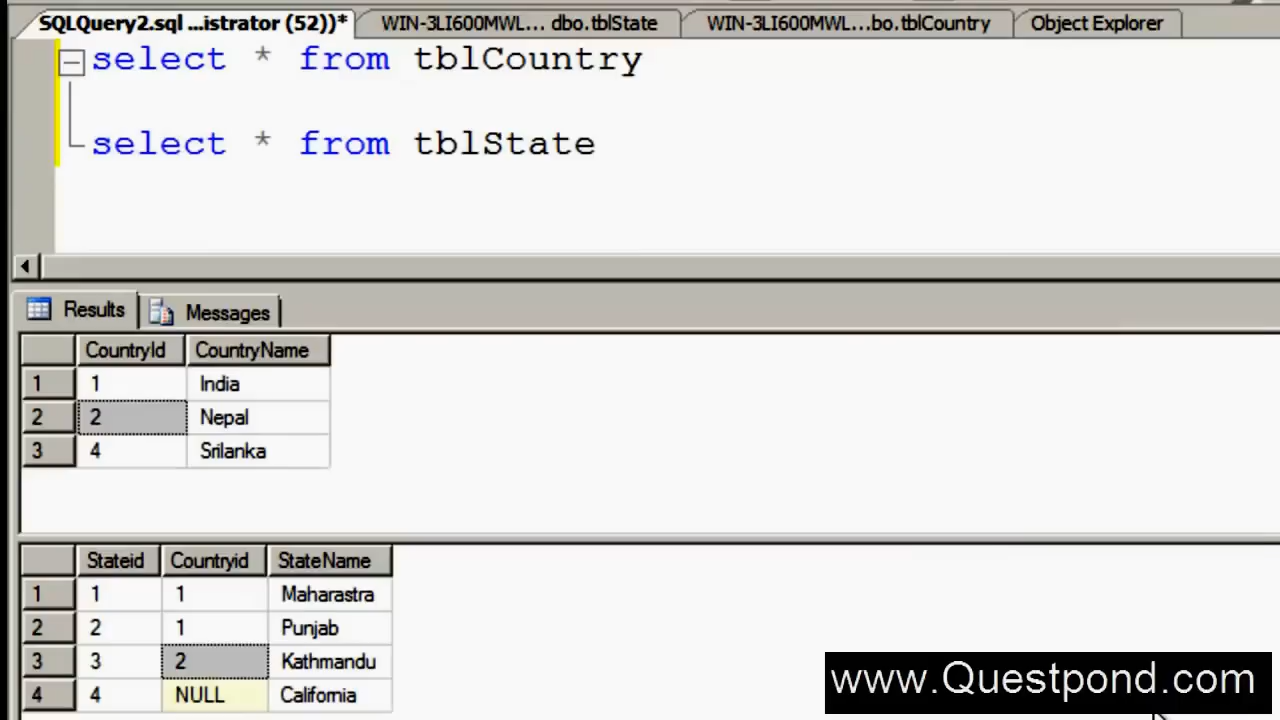 SQLQuery2.sql ...istrator (52))* WIN-3LI600MWL... dbo.tblState WIN-3LI600MWL...bo.tblCountry Object Explorer
select * from tblCountry
select * from tblState
Results Messages
CountryId CountryName
1 1 India
2 2 Nepal
3 4 Srilanka
Stateid Countryid StateName
1 1 1 Maharastra
2 2 1 Punjab
3 3 2 Kathmandu
4 4 NULL California
www.Questpond.com